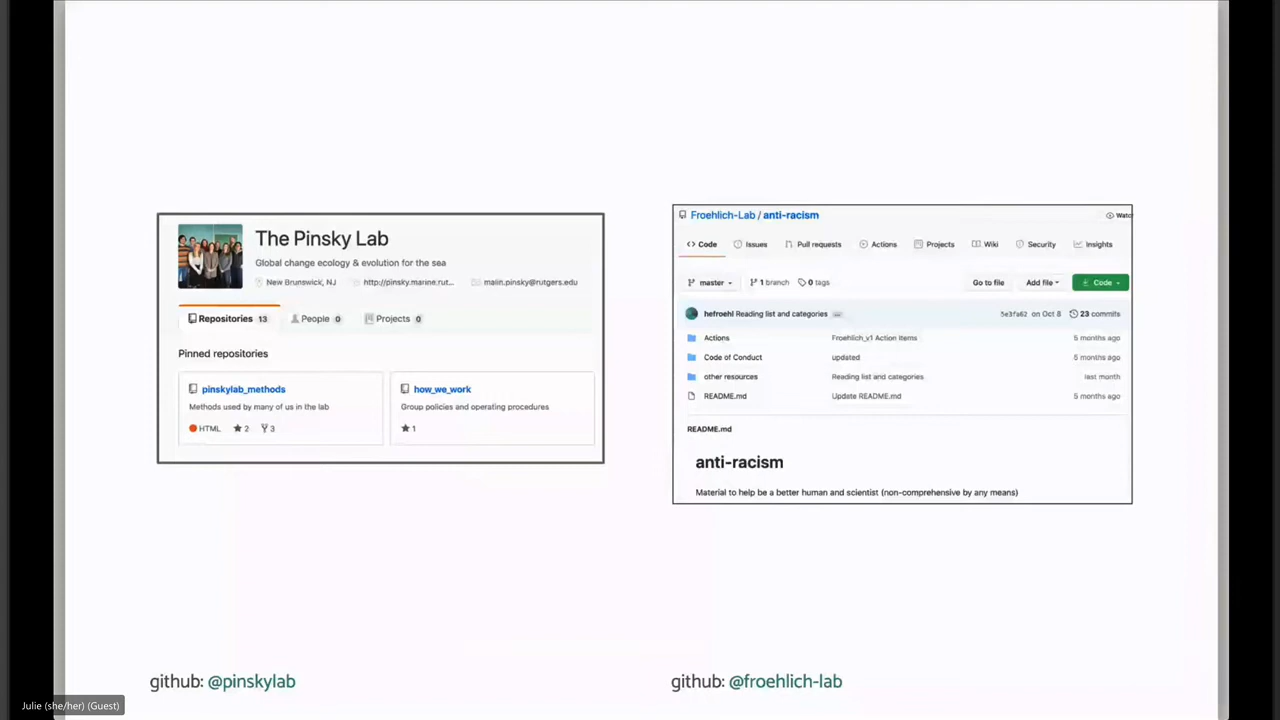 The Pinsky Lab
Global change ecology & evolution for the sea
New Brunswick, NJ http://pinsky.marine.rut... malin.pinsky@rutgers.edu
Repositories 13 People 0 Projects 0
Pinned repositories
pinskylab_methods
Methods used by many of us in the lab
HTML 2 3
how_we_work
Group policies and operating procedures
1
Froehlich-Lab / anti-racism Watc
Code Issues Pull requests Actions Projects Wiki Security Insights
master 1 branch 0 tags Go to file Add file Code
hefroehl Reading list and categories ... 5e3fa62 on Oct 8 23 commits
Actions Froehlich_v1 Action Items 5 months ago
Code of Conduct updated 5 months ago
other resources Reading list and categories last month
README.md Update README.md 5 months ago
README.md
anti-racism
Material to help be a better human and scientist (non-comprehensive by any means)
github: @pinskylab
github: @froehlich-lab
Julie (she/her) (Guest)